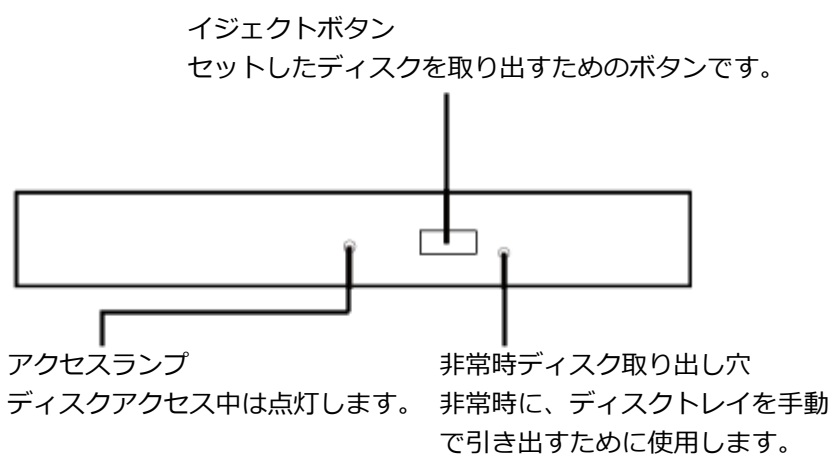 イジェクトボタン
セットしたディスクを取り出すためのボタンです。
アクセスランプ
ディスクアクセス中は点灯します。
非常時ディスク取り出し穴
非常時に、ディスクトレイを手動
で引き出すために使用します。